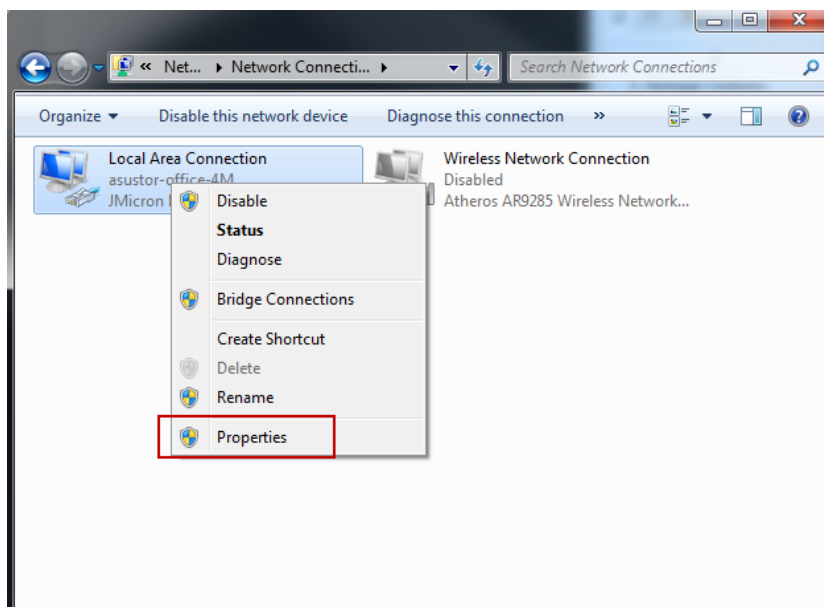 « Net... Network Connecti...
Search Network Connections
Organize Disable this network device Diagnose this connection »
Local Area Connection
asustor-office-4M
JMicron
Wireless Network Connection
Disabled
Atheros AR9285 Wireless Network...
Disable
Status
Diagnose
Bridge Connections
Create Shortcut
Delete
Rename
Properties